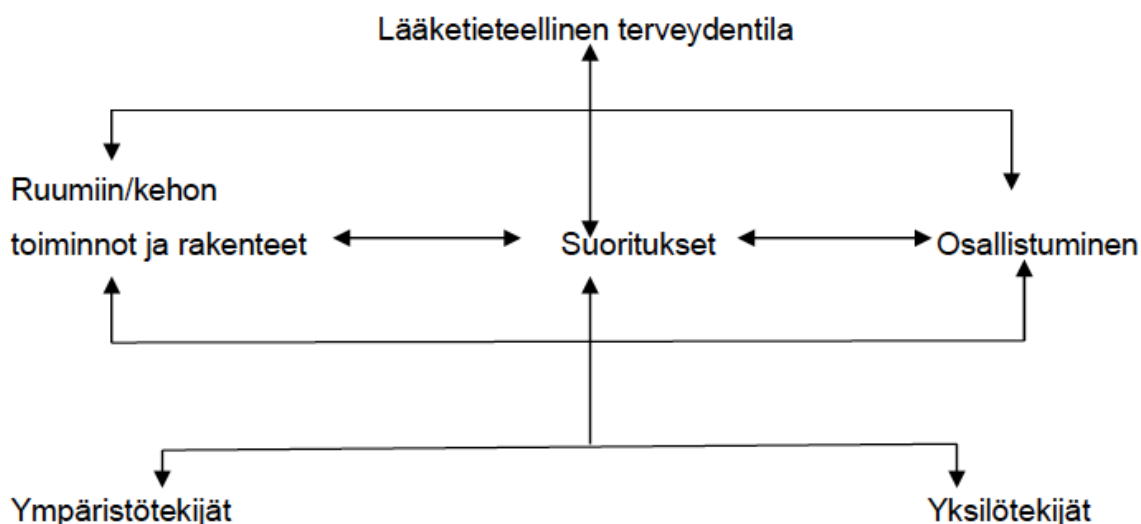 Lääketieteellinen terveydentila
Ruumiin/kehon
toiminnot ja rakenteet
Suoritukset
Osallistuminen
Ympäristötekijät
Yksilötekijät